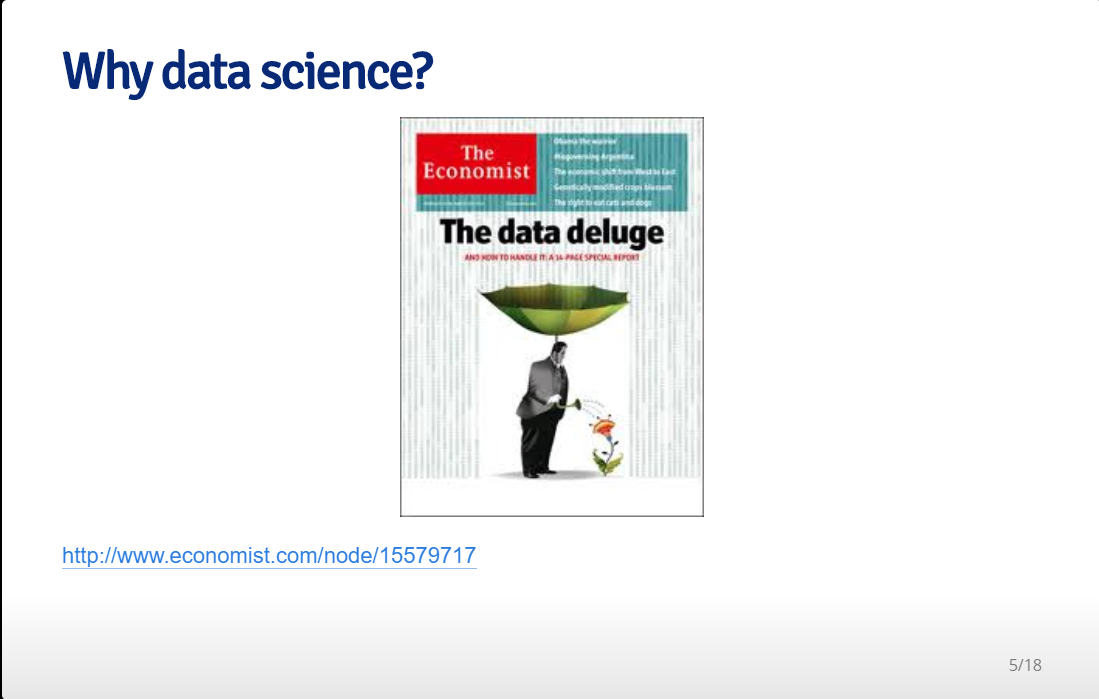 Why data science?
The
Economist
Obama the warrior
Misgoverning Argentina
The economic shift from West to East
Genetically modified crops blossom
The right to eat cats and dogs
The data deluge
AND HOW TO HANDLE IT: A 14-PAGE SPECIAL REPORT
http://www.economist.com/node/15579717
5/18